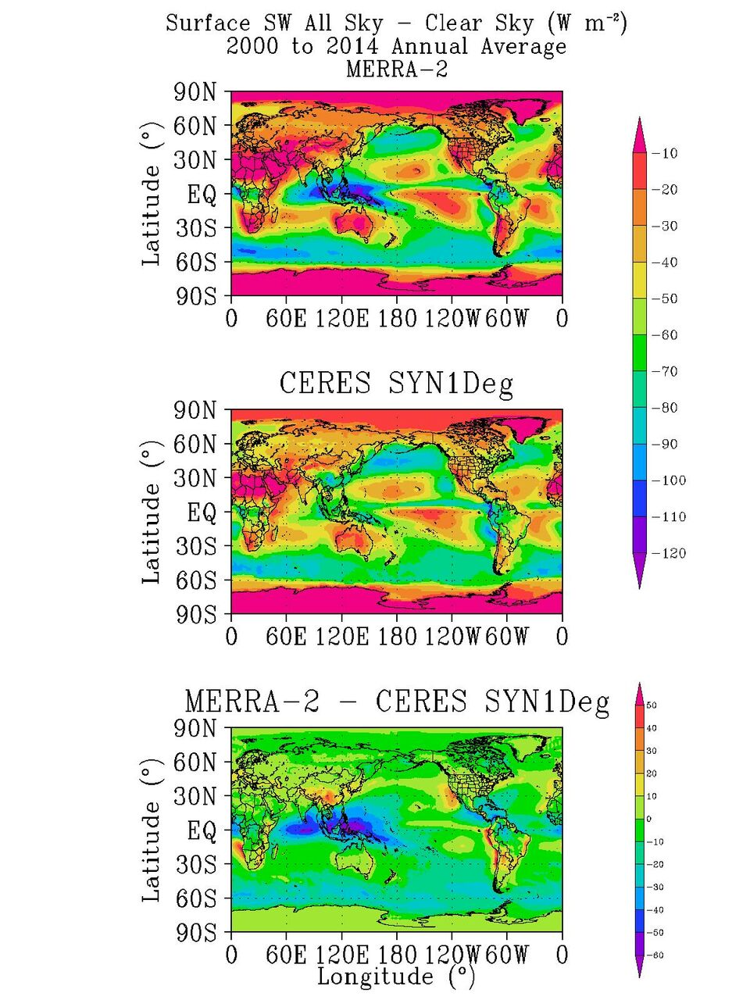 Surface SW All Sky − Clear Sky (W m⁻²)
2000 to 2014 Annual Average
MERRA−2
90N
60N
30N
EQ
30S
60S
90S
Latitude (°)
0 60E 120E 180 120W 60W 0
CERES SYN1Deg
90N
60N
30N
EQ
30S
60S
90S
Latitude (°)
0 60E 120E 180 120W 60W 0
−10
−20
−30
−40
−50
−60
−70
−80
−90
−100
−110
−120
MERRA−2 − CERES SYN1Deg
90N
60N
30N
EQ
30S
60S
90S
Latitude (°)
0 60E 120E 180 120W 60W 0
Longitude (°)
50
40
30
20
10
0
−10
−20
−30
−40
−50
−60